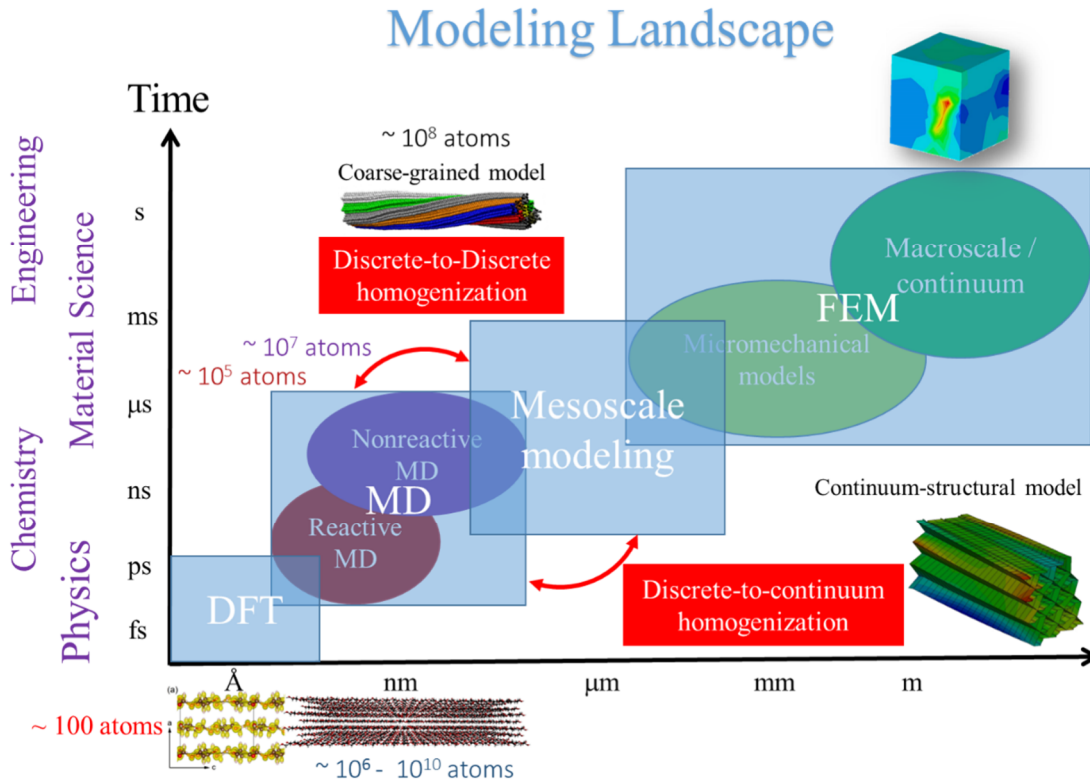 Modeling Landscape
Time
~ 10⁸ atoms
Coarse-grained model
Engineering
Material Science
Chemistry
Physics
s
ms
μs
ns
ps
fs
Discrete-to-Discrete
homogenization
~ 10⁷ atoms
~ 10⁵ atoms
Macroscale /
continuum
FEM
Micromechanical
models
Mesoscale
modeling
Nonreactive
MD
MD
Reactive
MD
DFT
Continuum-structural model
Discrete-to-continuum
homogenization
Å
nm
μm
mm
m
(a)
a
c
~ 100 atoms
~ 10⁶ - 10¹⁰ atoms